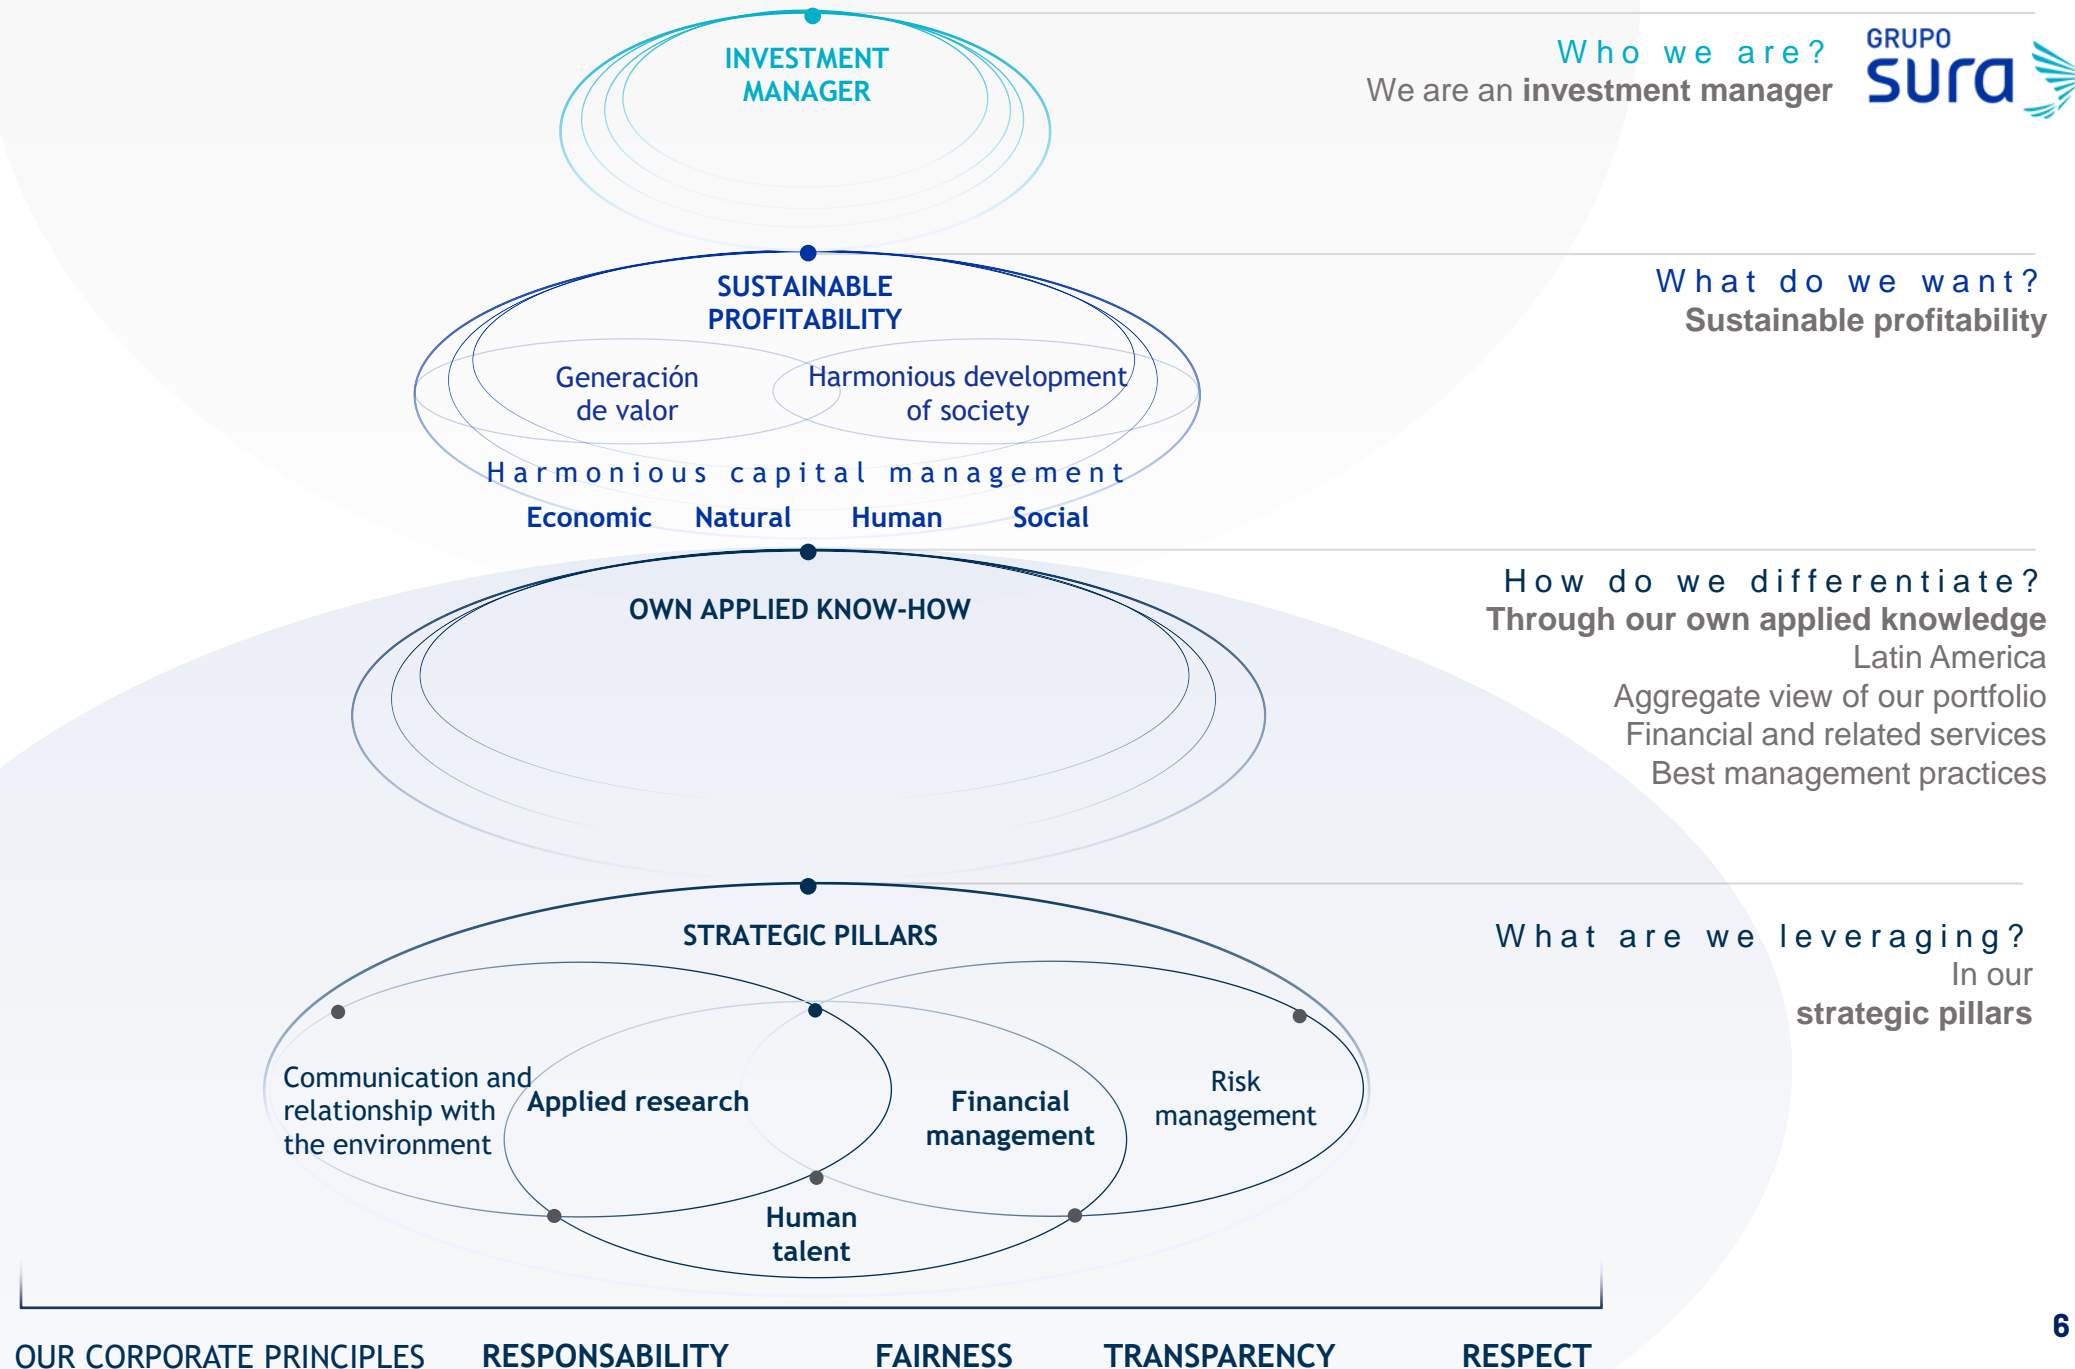 INVESTMENT
MANAGER
Who we are?
We are an investment manager
GRUPO
sura
SUSTAINABLE
PROFITABILITY
Generación
de valor
Harmonious development
of society
Harmonious capital management
Economic Natural Human Social
What do we want?
Sustainable profitability
OWN APPLIED KNOW-HOW
How do we differentiate?
Through our own applied knowledge
Latin America
Aggregate view of our portfolio
Financial and related services
Best management practices
STRATEGIC PILLARS
What are we leveraging?
In our
strategic pillars
Communication and
relationship with
the environment
Applied research
Financial
management
Risk
management
Human
talent
OUR CORPORATE PRINCIPLES RESPONSABILITY FAIRNESS TRANSPARENCY RESPECT
6